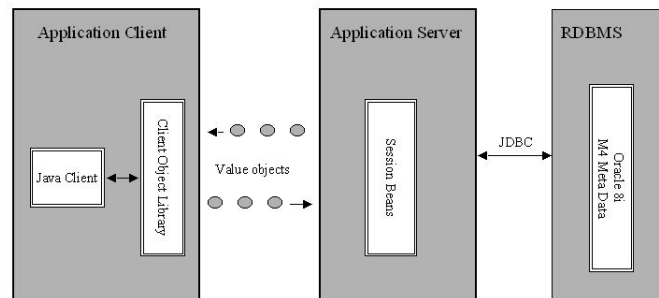 Application Client
Application Server
RDBMS
Java Client
Client Object Library
Value objects
Session Beans
JDBC
Oracle 8i
M4 Meta Data